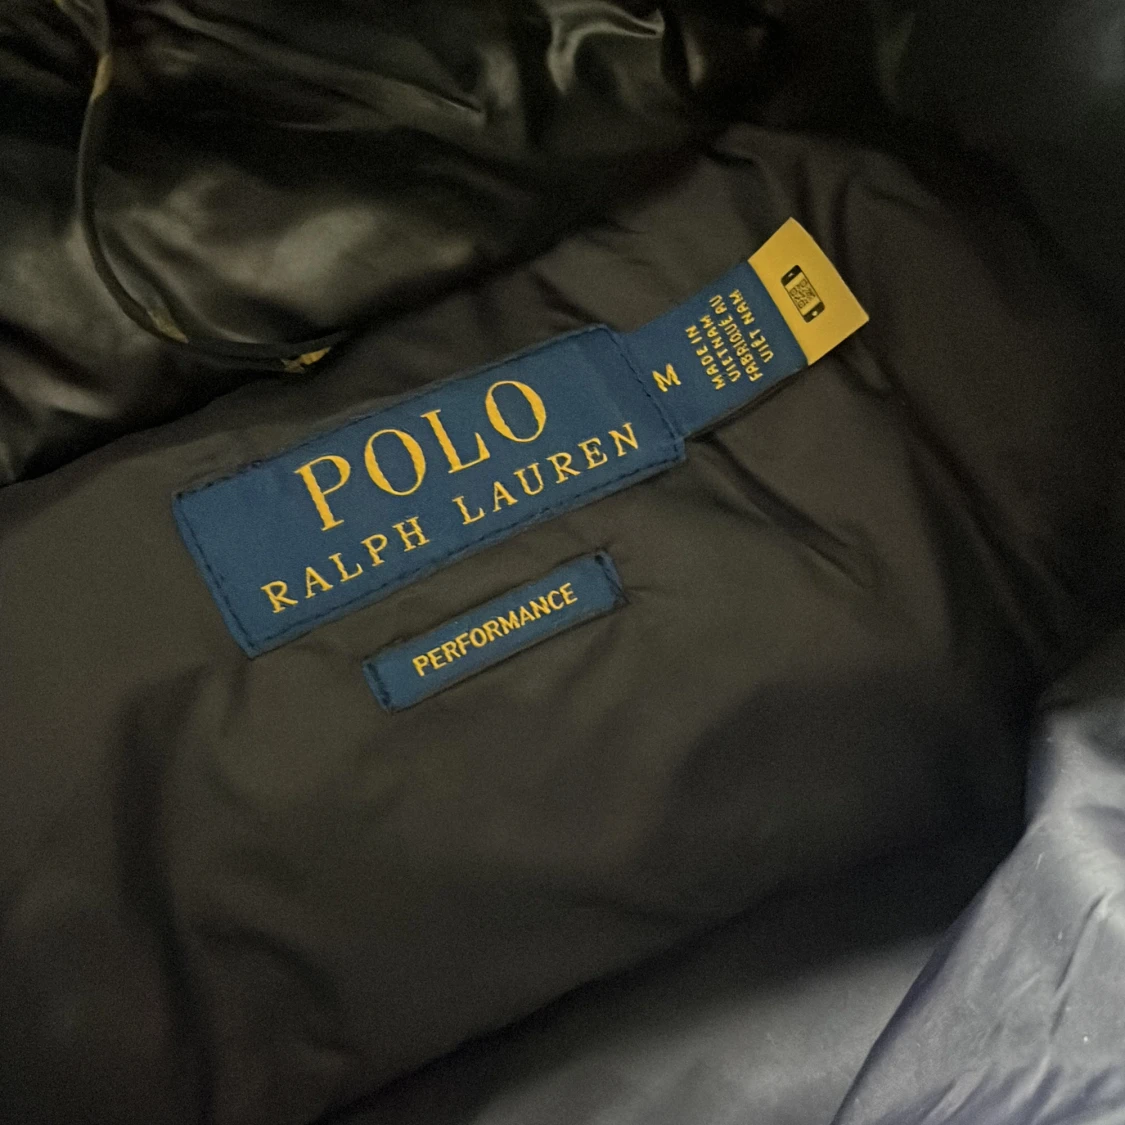 POLO
RALPH LAUREN
M
MADE IN
VIETNAM
FABRIQUÉ AU
VIET NAM
PERFORMANCE